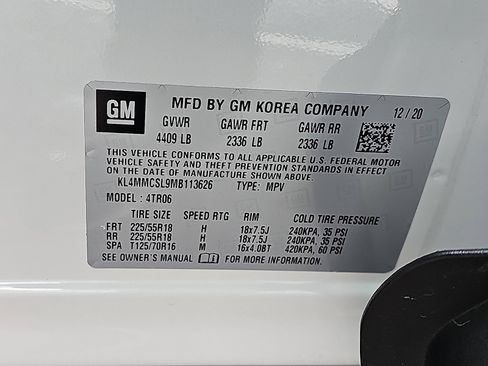 GM
MFD BY GM KOREA COMPANY 12 / 20
GVWR GAWR FRT GAWR RR
4409 LB 2336 LB 2336 LB
THIS VEHICLE CONFORMS TO ALL APPLICABLE U.S. FEDERAL MOTOR
VEHICLE SAFETY AND THEFT PREVENTION STANDARDS IN EFFECT
ON THE DATE OF MANUFACTURE SHOWN ABOVE.
KL4MMCSL9MB113626 TYPE: MPV
MODEL : 4TR06
TIRE SIZE SPEED RTG RIM COLD TIRE PRESSURE
FRT 225/55R18 H 18x7.5J 240KPA, 35 PSI
RR 225/55R18 H 18x7.5J 240KPA, 35 PSI
SPA T125/70R16 M 16x4.0BT 420KPA, 60 PSI
SEE OWNER'S MANUAL FOR MORE INFORMATION.